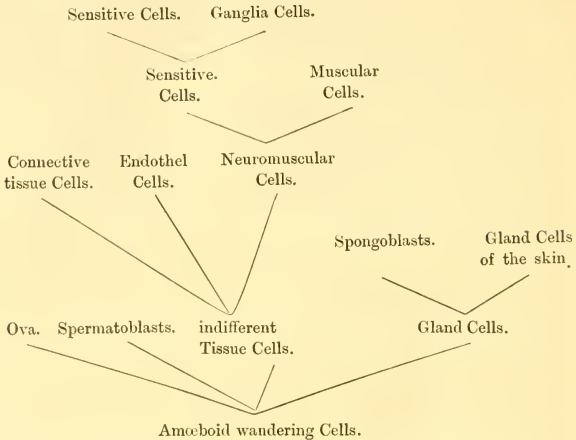 Sensitive Cells. Ganglia Cells.
Sensitive. Cells.
Muscular Cells.
Connective tissue Cells.
Endothel Cells.
Neuromuscular Cells.
Spongoblasts.
Gland Cells of the skin.
Ova. Spermatoblasts.
indifferent Tissue Cells.
Gland Cells.
Amœboid wandering Cells.